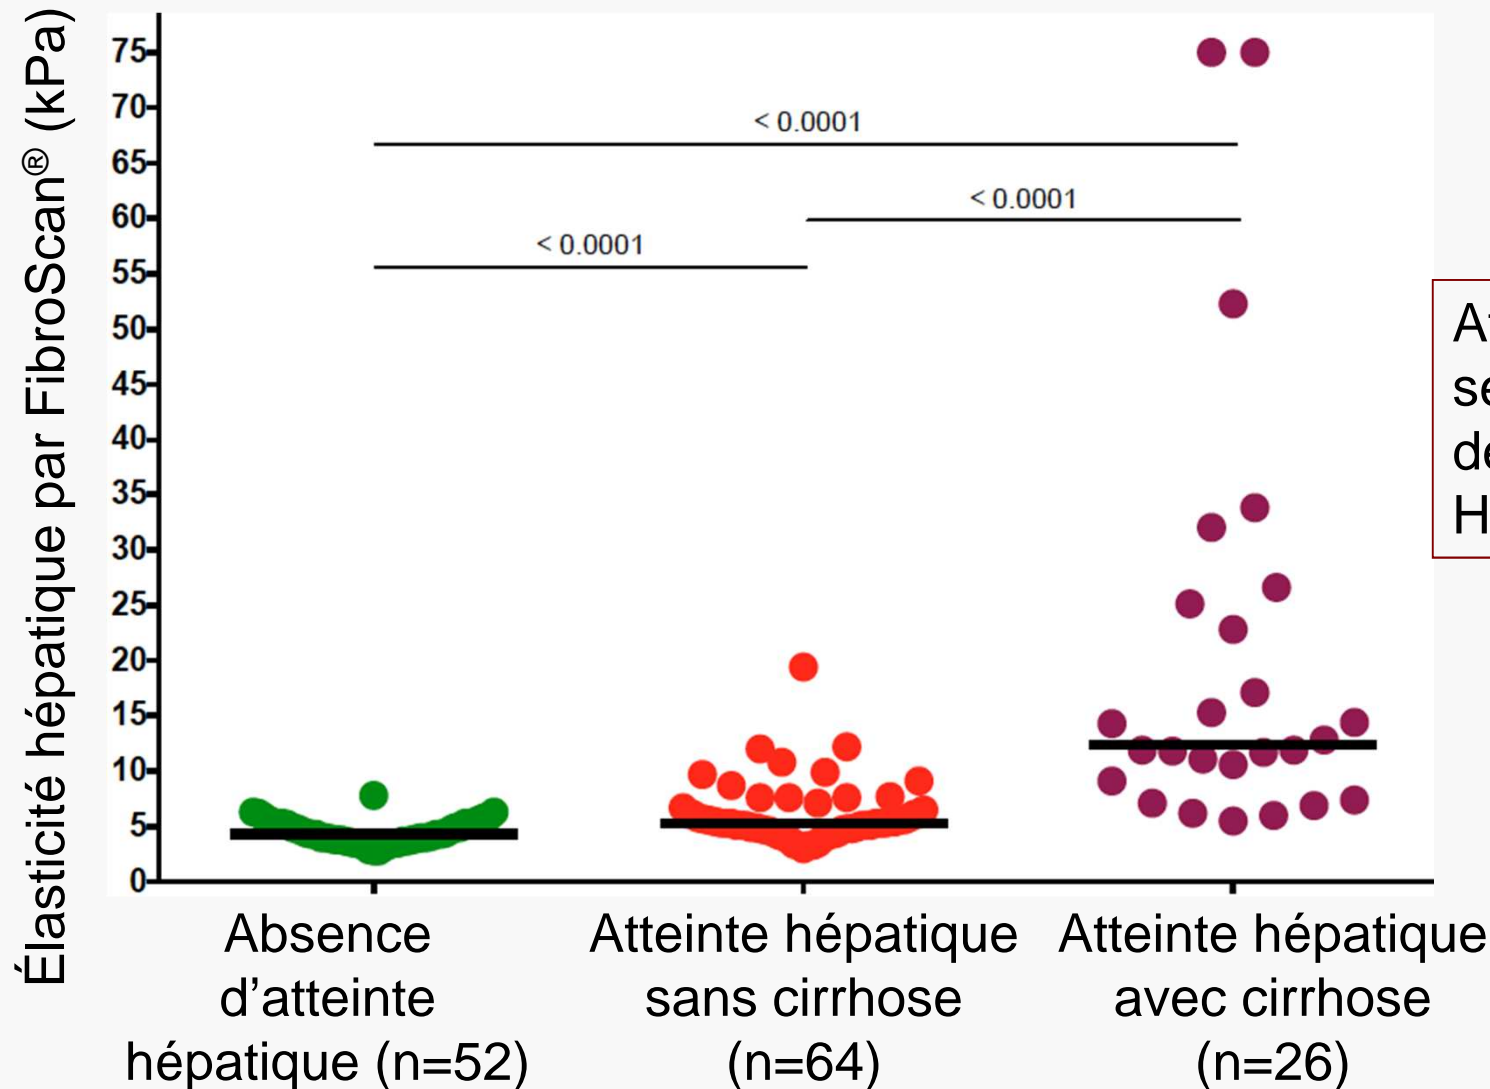 Élasticité hépatique par FibroScan® (kPa)
75
70
65
60
55
50
45
40
35
30
25
20
15
10
5
0
< 0.0001
< 0.0001
< 0.0001
Absence
d’atteinte
hépatique (n=52)
Atteinte hépatique
sans cirrhose
(n=64)
Atteinte hépatique
avec cirrhose
(n=26)